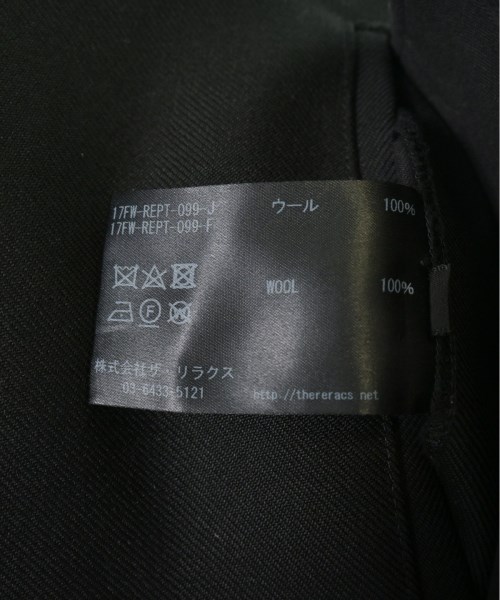 17FW-REPT-099-J ウール 100%
17FW-REPT-099-F
WOOL 100%
F W
株式会社ザ・リラクス
03-6433-5121 http://thereracs.net